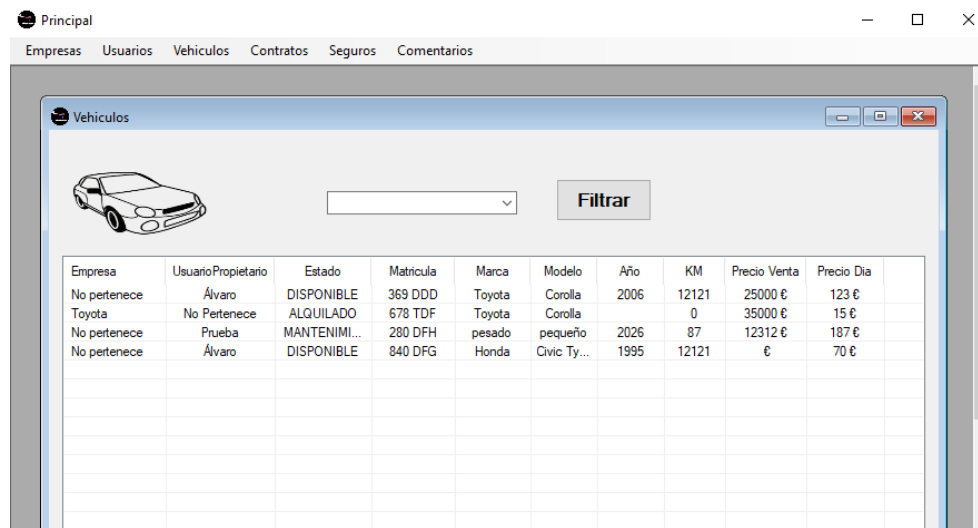 Principal
Empresas Usuarios Vehiculos Contratos Seguros Comentarios
Vehiculos
Filtrar
Empresa UsuarioPropietario Estado Matricula Marca Modelo Año KM Precio Venta Precio Dia
No pertenece Álvaro DISPONIBLE 369 DDD Toyota Corolla 2006 12121 25000 € 123 €
Toyota No Pertenece ALQUILADO 678 TDF Toyota Corolla 0 35000 € 15 €
No pertenece Prueba MANTENIMI... 280 DFH pesado pequeño 2026 87 12312 € 187 €
No pertenece Álvaro DISPONIBLE 840 DFG Honda Civic Ty... 1995 12121 € 70 €